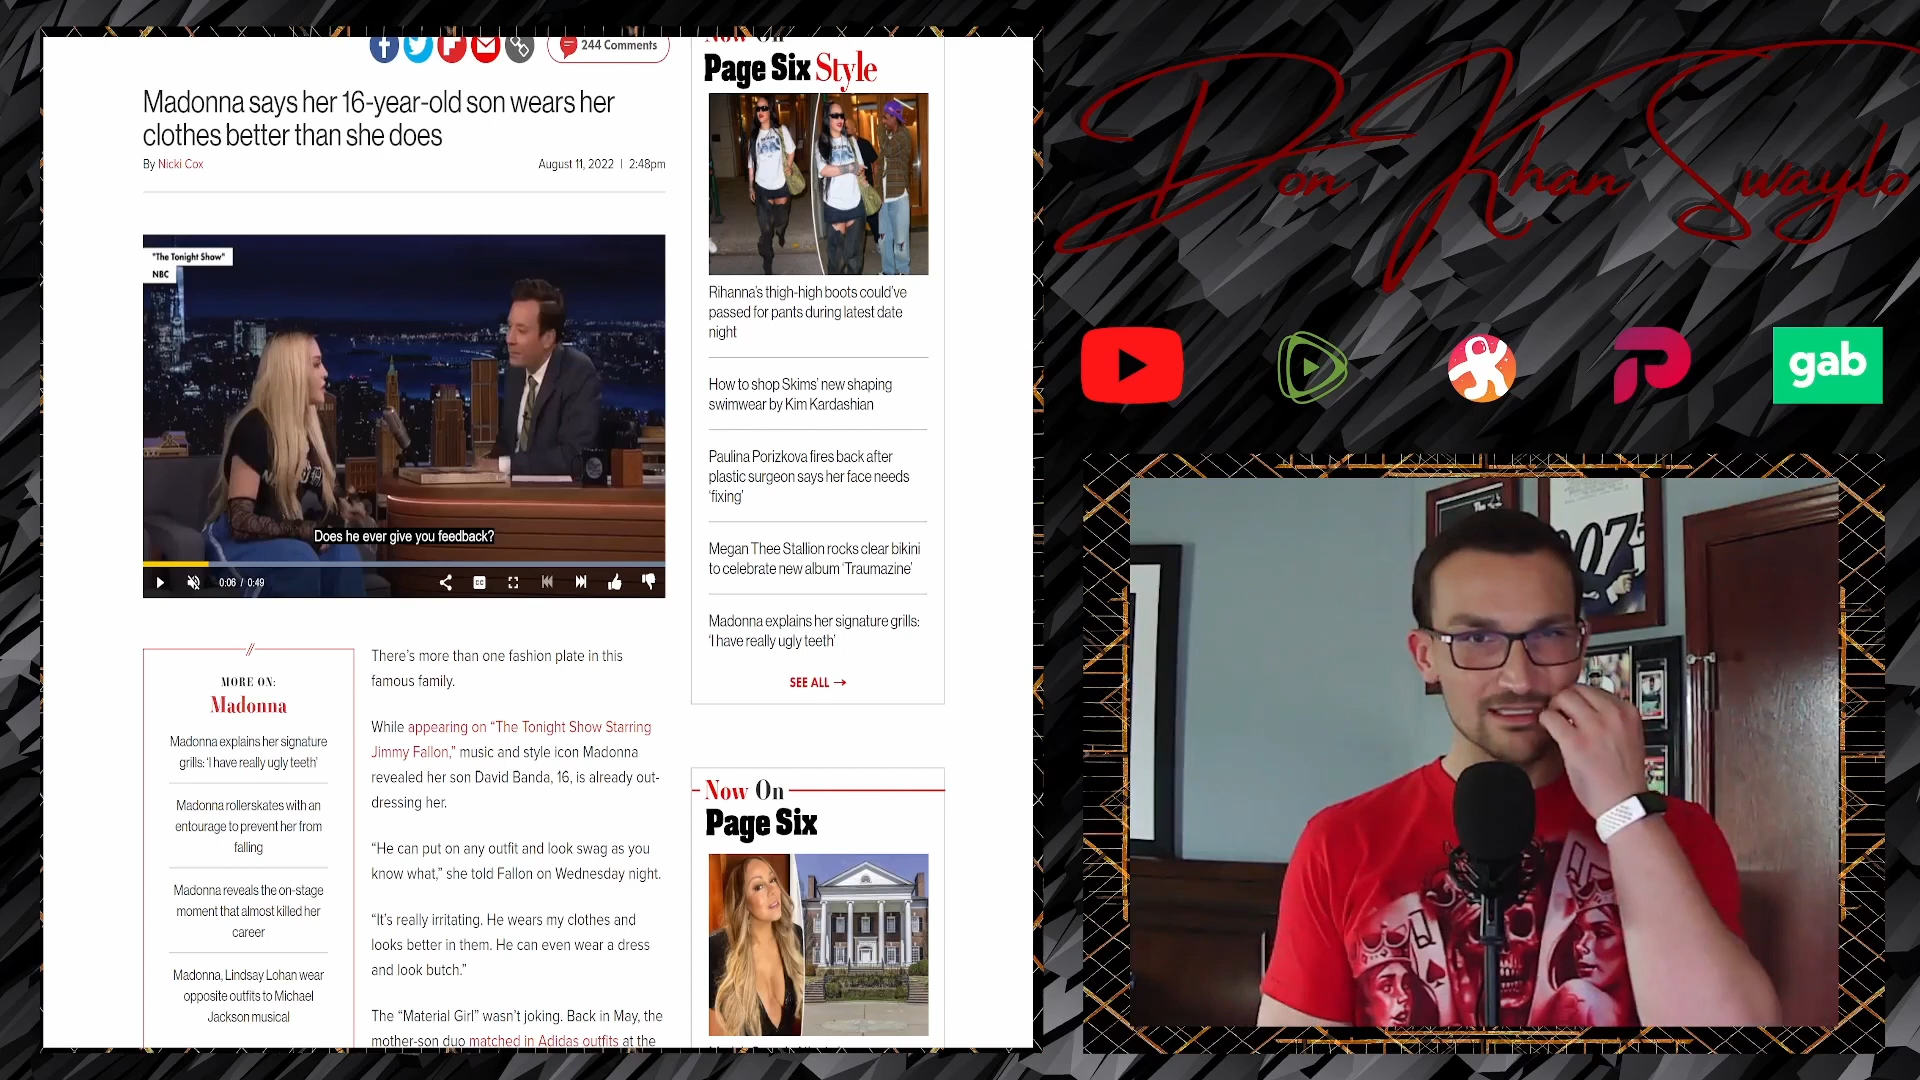 244 Comments
Madonna says her 16-year-old son wears her
clothes better than she does
By Nicki Cox
August 11, 2022 | 2:48pm
"The Tonight Show"
NBC
Does he ever give you feedback?
0:06 / 0:49
CC
MORE ON:
Madonna
Madonna explains her signature
grills: 'I have really ugly teeth'
Madonna rollerskates with an
entourage to prevent her from
falling
Madonna reveals the on-stage
moment that almost killed her
career
Madonna, Lindsay Lohan wear
opposite outfits to Michael
Jackson musical
There's more than one fashion plate in this
famous family.
While appearing on "The Tonight Show Starring
Jimmy Fallon," music and style icon Madonna
revealed her son David Banda, 16, is already out-
dressing her.
"He can put on any outfit and look swag as you
know what," she told Fallon on Wednesday night.
"It's really irritating. He wears my clothes and
looks better in them. He can even wear a dress
and look butch."
The "Material Girl" wasn't joking. Back in May, the
mother-son duo matched in Adidas outfits at the
Now On
Page Six Style
Rihanna's thigh-high boots could've
passed for pants during latest date
night
How to shop Skims' new shaping
swimwear by Kim Kardashian
Paulina Porizkova fires back after
plastic surgeon says her face needs
'fixing'
Megan Thee Stallion rocks clear bikini
to celebrate new album 'Traumazine'
Madonna explains her signature grills:
'I have really ugly teeth'
SEE ALL →
Now On
Page Six
Don Khan Swaylo
gab
007